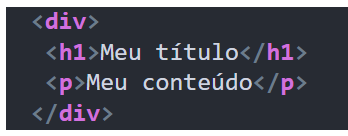 <div>
<h1>Meu título</h1>
<p>Meu conteúdo</p>
</div>